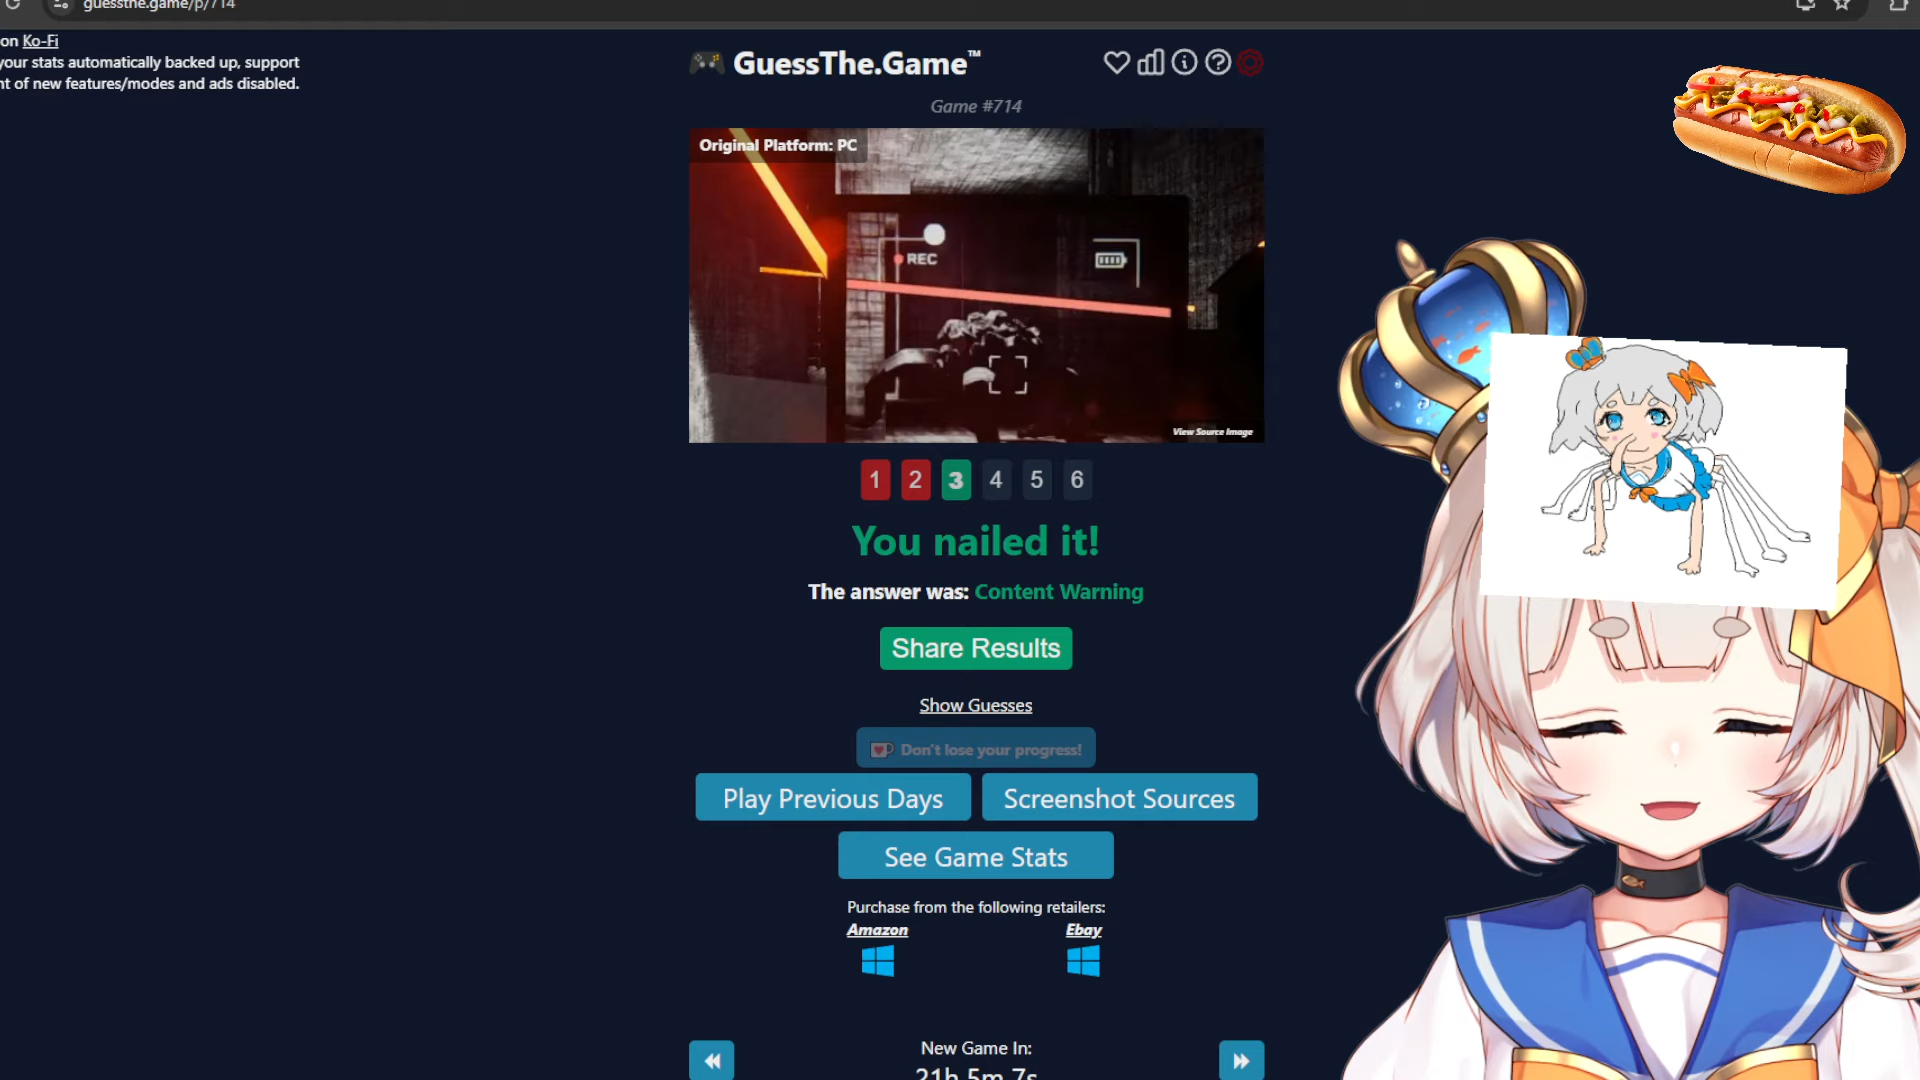 guessthe.game/p/714
on Ko-Fi
your stats automatically backed up, support
nt of new features/modes and ads disabled.
GuessThe.Game™
Game #714
Original Platform: PC
REC
View Source Image
1 2 3 4 5 6
You nailed it!
The answer was: Content Warning
Share Results
Show Guesses
Don't lose your progress!
Play Previous Days
Screenshot Sources
See Game Stats
Purchase from the following retailers:
Amazon
Ebay
New Game In:
21h 5m 7s